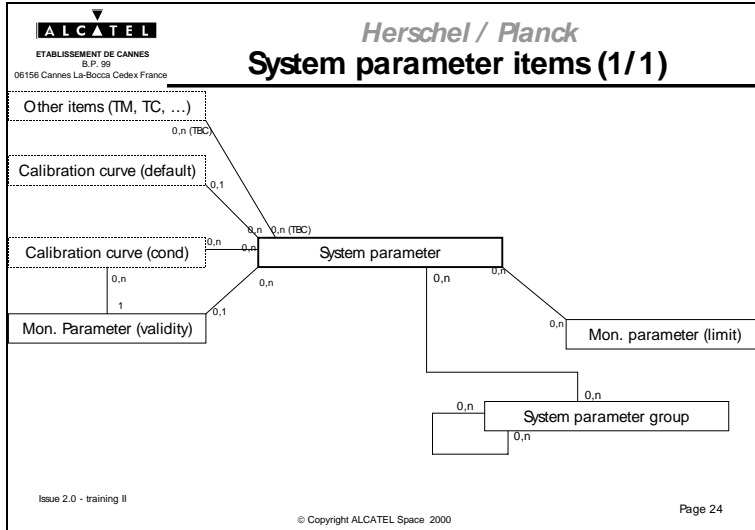 ALCATEL
ETABLISSEMENT DE CANNES
B.P. 99
06156 Cannes La-Bocca Cedex France
Herschel / Planck
System parameter items (1/1)
Other items (TM, TC, …)
0,n (TBC)
Calibration curve (default)
0,1
0,n
0,n (TBC)
Calibration curve (cond)
0,n
0,n
System parameter
0,n
0,n
0,n
0,n
1
0,1
Mon. Parameter (validity)
0,n
Mon. parameter (limit)
0,n
0,n
System parameter group
0,n
Issue 2.0 - training II
© Copyright ALCATEL Space 2000
Page 24